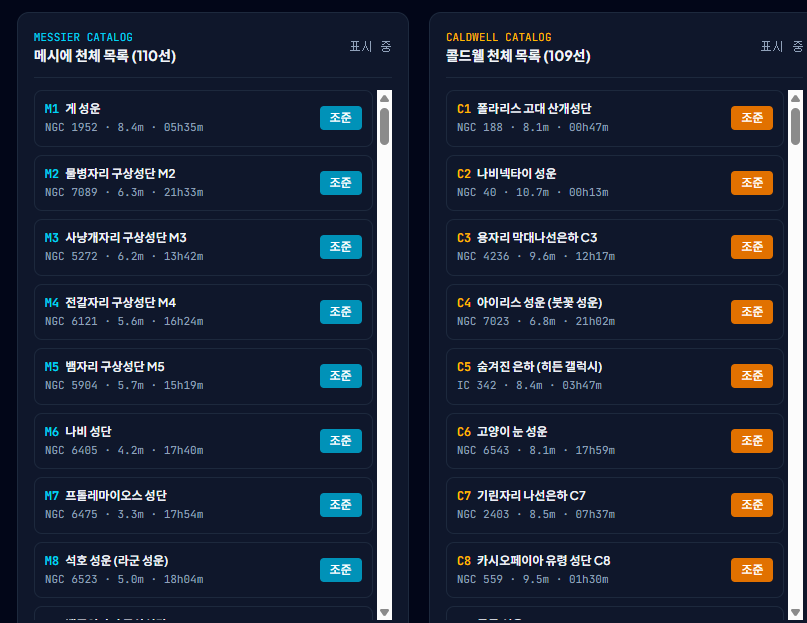 MESSIER CATALOG
메시에 천체 목록 (110선)
표시 중
M1 게 성운
NGC 1952 · 8.4m · 05h35m
조준
M2 물병자리 구상성단 M2
NGC 7089 · 6.3m · 21h33m
조준
M3 사냥개자리 구상성단 M3
NGC 5272 · 6.2m · 13h42m
조준
M4 전갈자리 구상성단 M4
NGC 6121 · 5.6m · 16h24m
조준
M5 뱀자리 구상성단 M5
NGC 5904 · 5.7m · 15h19m
조준
M6 나비 성단
NGC 6405 · 4.2m · 17h40m
조준
M7 프톨레마이오스 성단
NGC 6475 · 3.3m · 17h54m
조준
M8 석호 성운 (라군 성운)
NGC 6523 · 5.0m · 18h04m
조준
CALDWELL CATALOG
콜드웰 천체 목록 (109선)
표시 중
C1 폴라리스 고대 산개성단
NGC 188 · 8.1m · 00h47m
조준
C2 나비넥타이 성운
NGC 40 · 10.7m · 00h13m
조준
C3 용자리 막대나선은하 C3
NGC 4236 · 9.6m · 12h17m
조준
C4 아이리스 성운 (붓꽃 성운)
NGC 7023 · 6.8m · 21h02m
조준
C5 숨겨진 은하 (히든 갤럭시)
IC 342 · 8.4m · 03h47m
조준
C6 고양이 눈 성운
NGC 6543 · 8.1m · 17h59m
조준
C7 기린자리 나선은하 C7
NGC 2403 · 8.5m · 07h37m
조준
C8 카시오페이아 유령 성단 C8
NGC 559 · 9.5m · 01h30m
조준